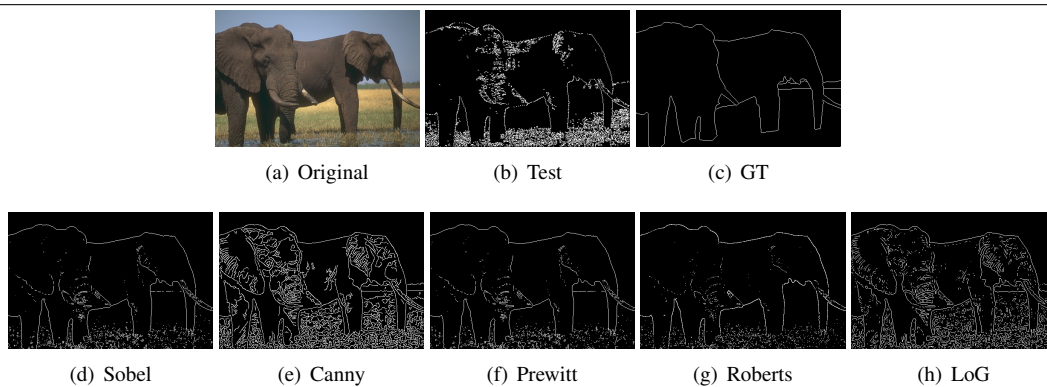 (a) Original (b) Test (c) GT
(d) Sobel (e) Canny (f) Prewitt (g) Roberts (h) LoG